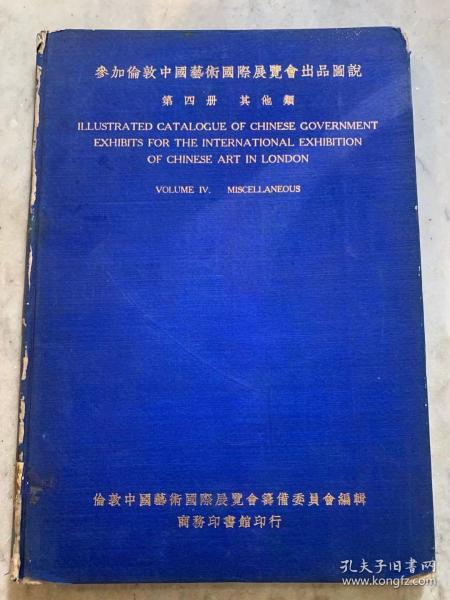 參加倫敦中國藝術國際展覽會出品圖說
第四册 其他類
ILLUSTRATED CATALOGUE OF CHINESE GOVERNMENT
EXHIBITS FOR THE INTERNATIONAL EXHIBITION
OF CHINESE ART IN LONDON
VOLUME IV. MISCELLANEOUS
倫敦中國藝術國際展覽會籌備委員會編輯
商務印書館印行
孔夫子旧书网
www.kongfz.com